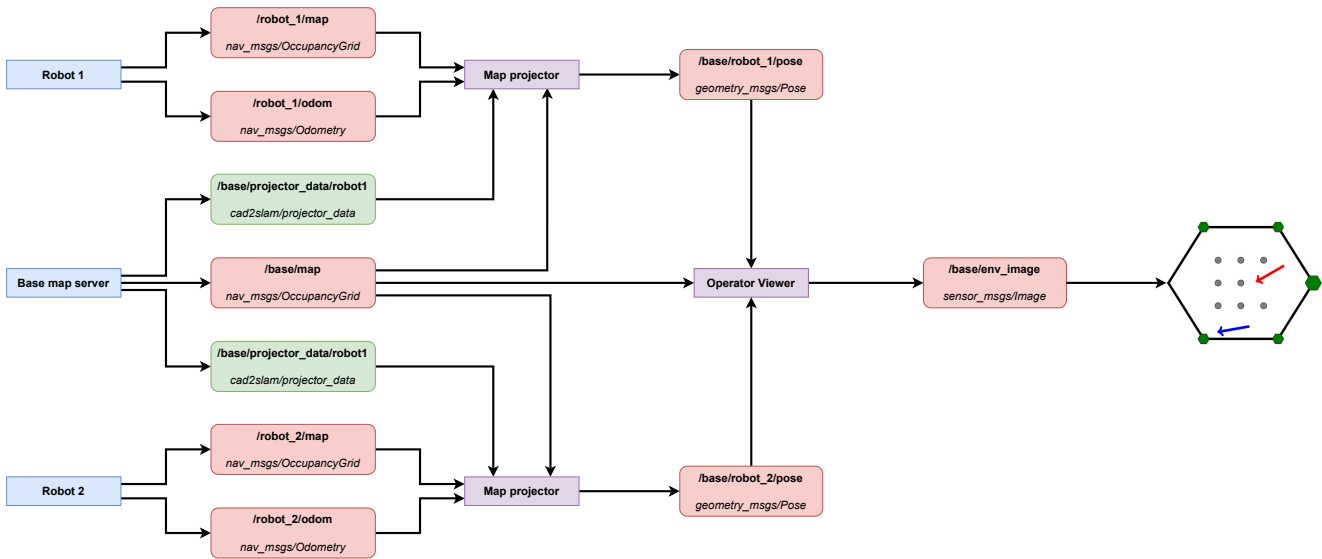 /robot_1/map
nav_msgs/OccupancyGrid
Robot 1
Map projector
/base/robot_1/pose
geometry_msgs/Pose
/robot_1/odom
nav_msgs/Odometry
/base/projector_data/robot1
cad2slam/projector_data
Base map server
/base/map
nav_msgs/OccupancyGrid
Operator Viewer
/base/env_image
sensor_msgs/Image
/base/projector_data/robot1
cad2slam/projector_data
/robot_2/map
nav_msgs/OccupancyGrid
Robot 2
Map projector
/base/robot_2/pose
geometry_msgs/Pose
/robot_2/odom
nav_msgs/Odometry